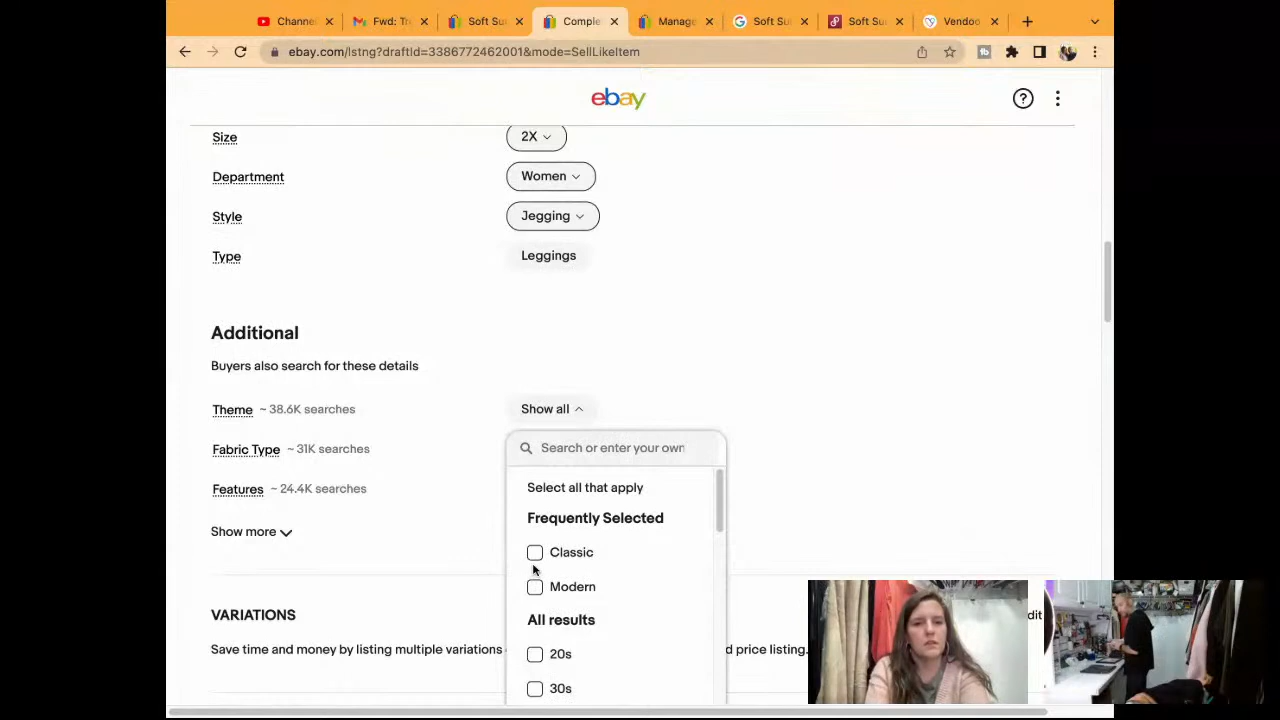 Channel
Fwd: Tr
Soft Su
Comple
Manage
Soft Su
Soft Su
Vendoo
ebay.com/lstng?draftId=3386772462001&mode=SellLikeItem
ebay
Size
2X
Department
Women
Style
Jegging
Type
Leggings
Additional
Buyers also search for these details
Theme ~ 38.6K searches
Show all
Search or enter your own
Fabric Type ~ 31K searches
Select all that apply
Features ~ 24.4K searches
Frequently Selected
Show more
Classic
Modern
VARIATIONS
dit
All results
Save time and money by listing multiple variations
d price listing.
20s
30s